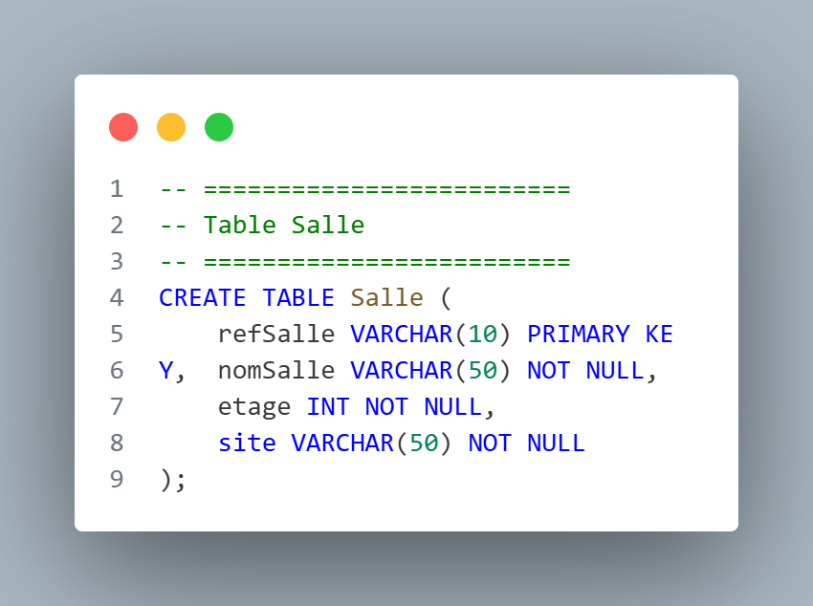 1 -- =========================
2 -- Table Salle
3 -- =========================
4 CREATE TABLE Salle (
5     refSalle VARCHAR(10) PRIMARY KE
6 Y,  nomSalle VARCHAR(50) NOT NULL,
7     etage INT NOT NULL,
8     site VARCHAR(50) NOT NULL
9 );